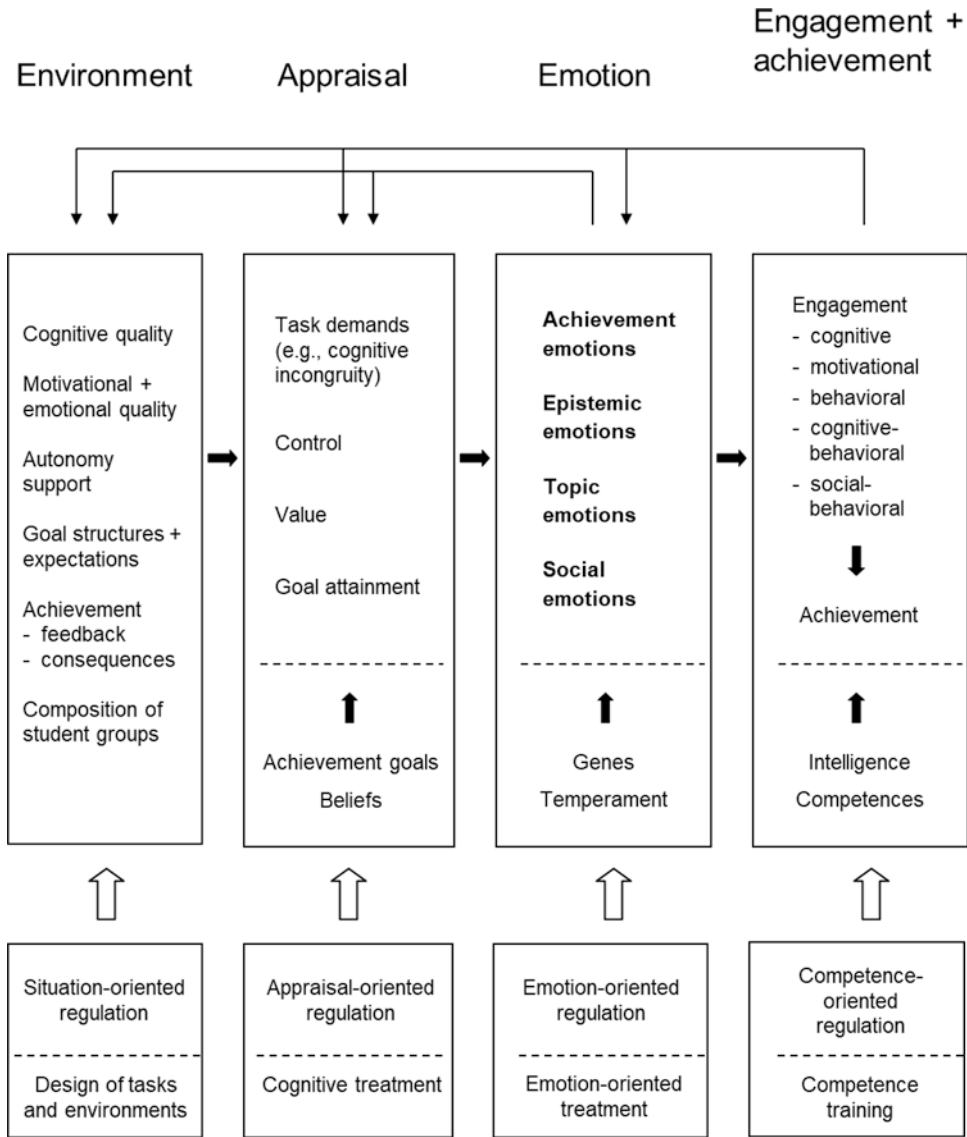 Environment
Appraisal
Emotion
Engagement +
achievement
Cognitive quality
Motivational +
emotional quality
Autonomy
support
Goal structures +
expectations
Achievement
- feedback
- consequences
Composition of
student groups
Task demands
(e.g., cognitive
incongruity)
Control
Value
Goal attainment
Achievement goals
Beliefs
Achievement
emotions
Epistemic
emotions
Topic
emotions
Social
emotions
Genes
Temperament
Engagement
- cognitive
- motivational
- behavioral
- cognitive-
behavioral
- social-
behavioral
Achievement
Intelligence
Competences
Situation-oriented
regulation
Design of tasks
and environments
Appraisal-oriented
regulation
Cognitive treatment
Emotion-oriented
regulation
Emotion-oriented
treatment
Competence-
oriented
regulation
Competence
training